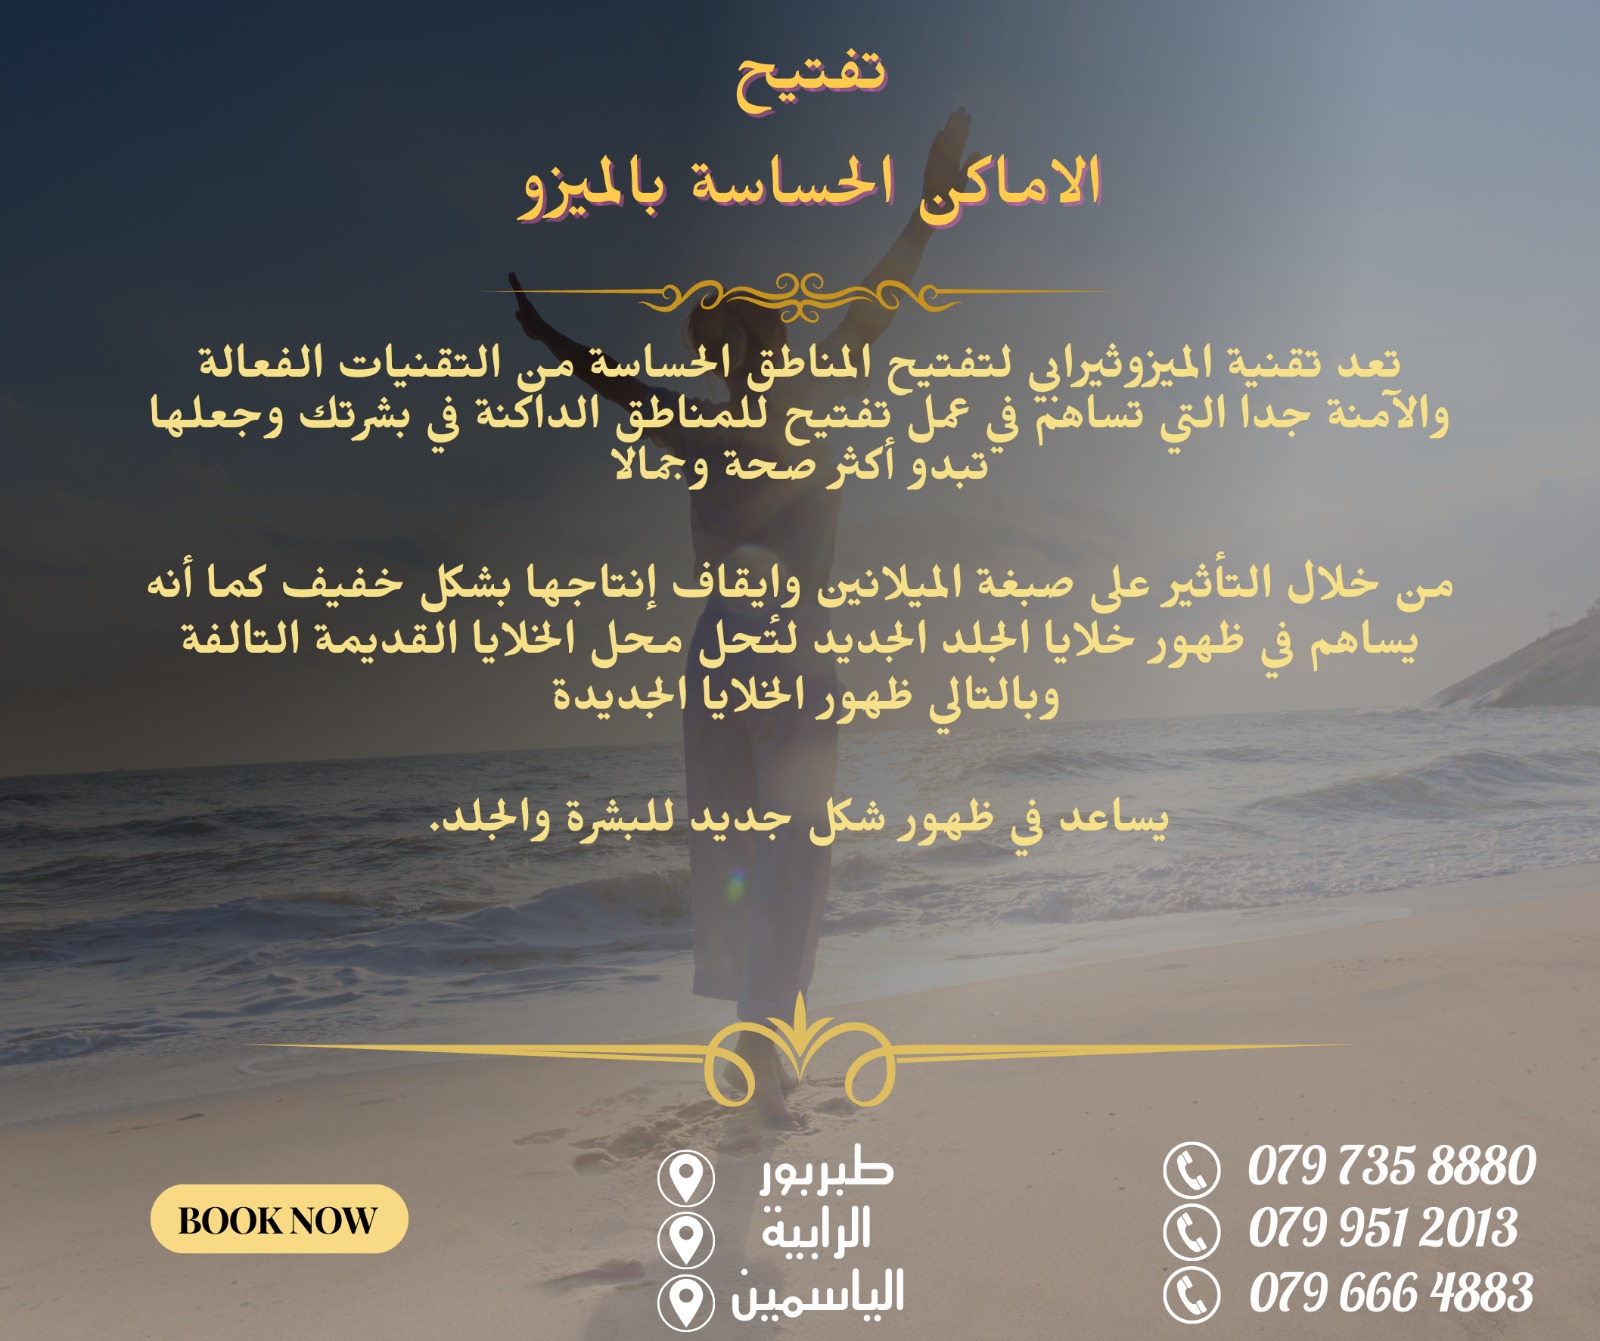 تفتيح
الاماكن الحساسة بالميزو
تعد تقنية الميزوثيرابي لتفتيح المناطق الحساسة من التقنيات الفعالة
والآمنة جدا التي تساهم في عمل تفتيح للمناطق الداكنة في بشرتك وجعلها
تبدو أكثر صحة وجمالا
من خلال التأثير على صبغة الميلانين وايقاف إنتاجها بشكل خفيف كما أنه
يساهم في ظهور خلايا الجلد الجديد لتُحل محل الخلايا القديمة التالفة
وبالتالي ظهور الخلايا الجديدة
يساعد في ظهور شكل جديد للبشرة والجلد.
BOOK NOW
طبربور
الرابية
الياسمين
079 735 8880
079 951 2013
079 666 4883